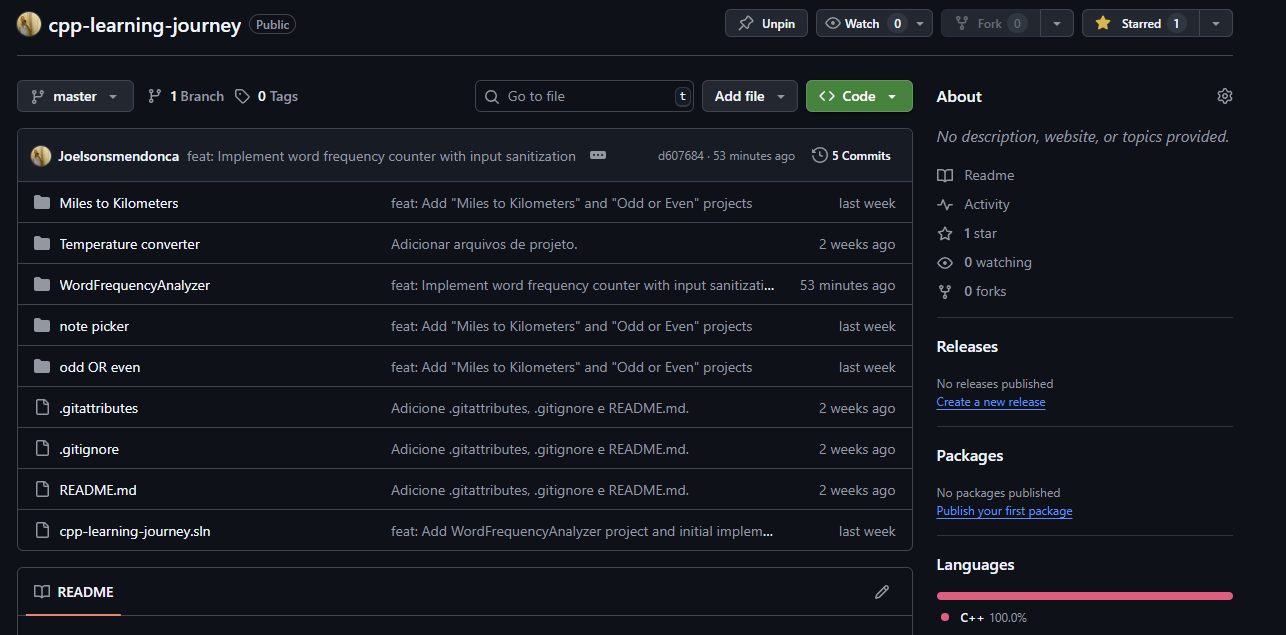 cpp-learning-journey Public Unpin Watch 0 Fork 0 Starred 1
master 1 Branch 0 Tags Go to file t Add file Code
Joelsonsmendonca feat: Implement word frequency counter with input sanitization d607684 · 53 minutes ago 5 Commits
Miles to Kilometers feat: Add "Miles to Kilometers" and "Odd or Even" projects last week
Temperature converter Adicionar arquivos de projeto. 2 weeks ago
WordFrequencyAnalyzer feat: Implement word frequency counter with input sanitizati... 53 minutes ago
note picker feat: Add "Miles to Kilometers" and "Odd or Even" projects last week
odd OR even feat: Add "Miles to Kilometers" and "Odd or Even" projects last week
.gitattributes Adicione .gitattributes, .gitignore e README.md. 2 weeks ago
.gitignore Adicione .gitattributes, .gitignore e README.md. 2 weeks ago
README.md Adicione .gitattributes, .gitignore e README.md. 2 weeks ago
cpp-learning-journey.sln feat: Add WordFrequencyAnalyzer project and initial implem... last week
README
About
No description, website, or topics provided.
Readme
Activity
1 star
0 watching
0 forks
Releases
No releases published
Create a new release
Packages
No packages published
Publish your first package
Languages
C++ 100.0%